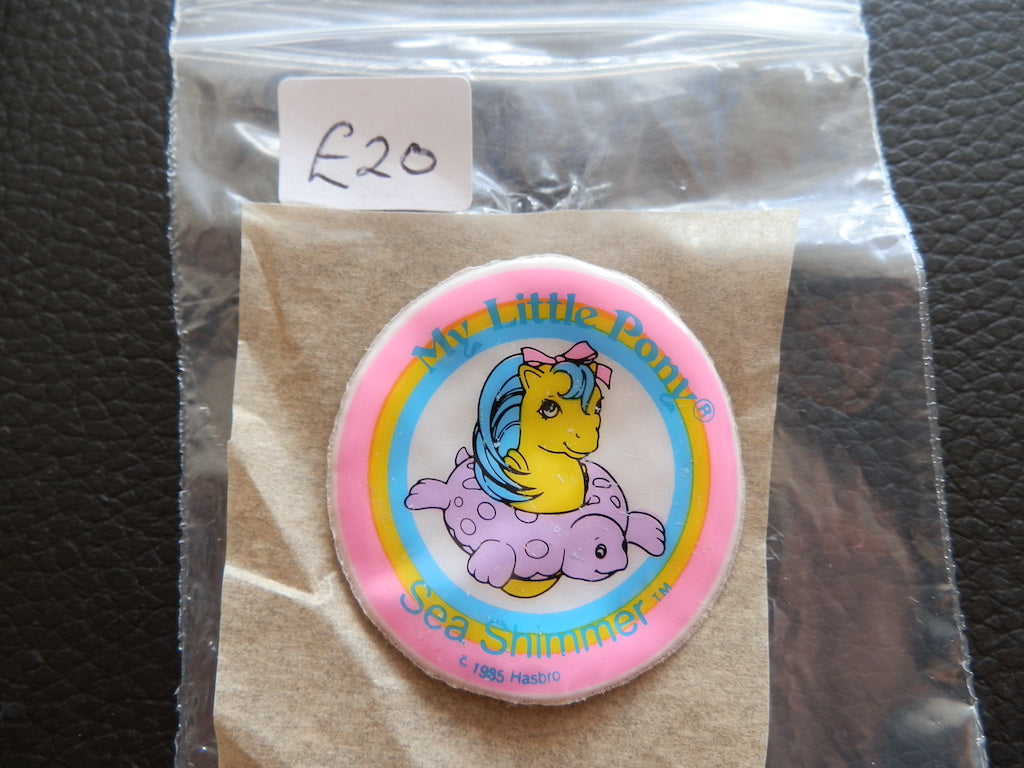 £20
My Little Pony®
Sea Shimmer™
c 1985 Hasbro